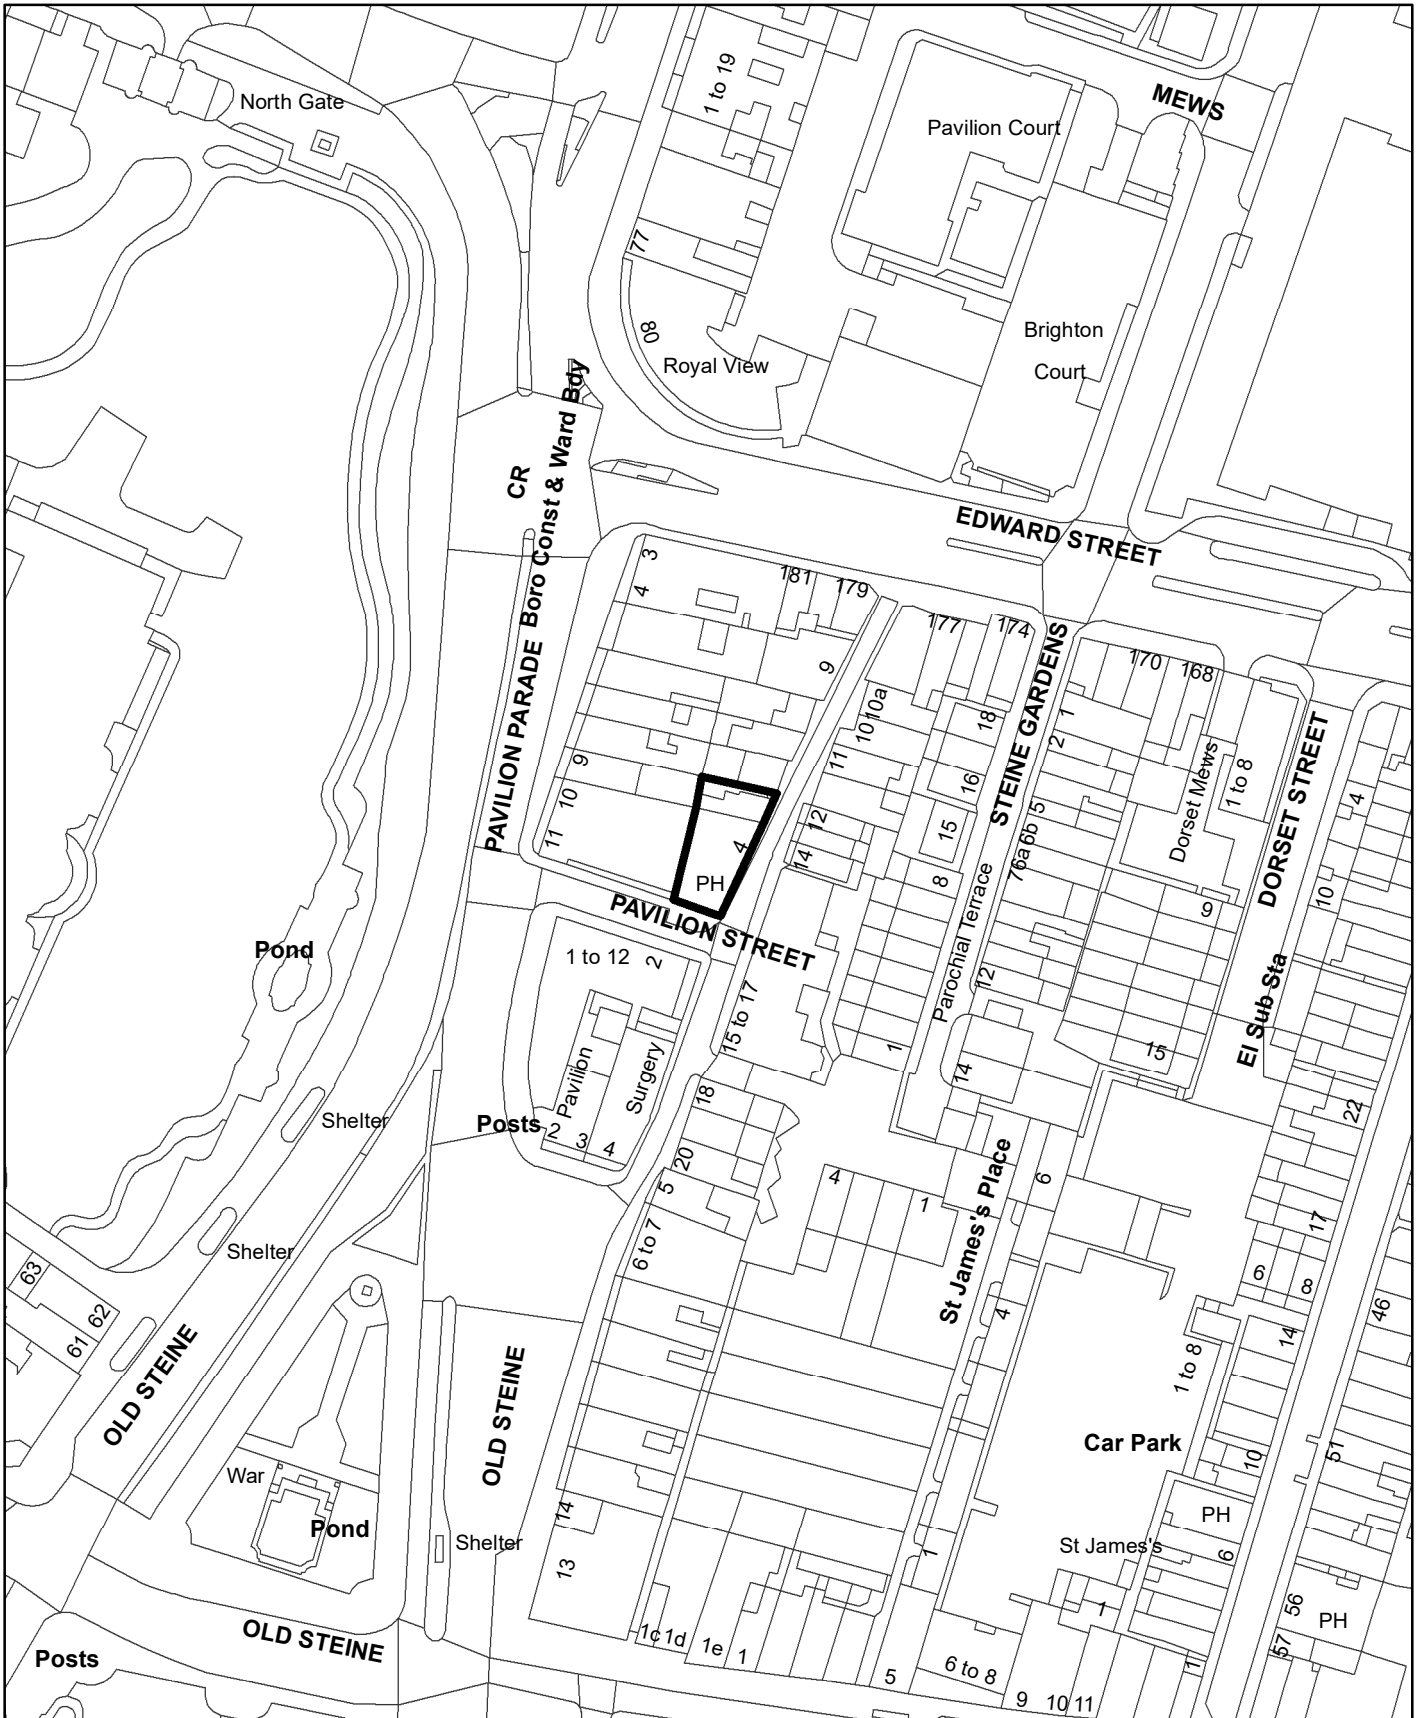 1 to 19
MEWS
North Gate
Pavilion Court
77
80
Royal View
Brighton
Court
CR
Boro Const & Ward Bdy
EDWARD STREET
3
4
181
179
177
174
170
168
9
10a
10
11
18
16
15
12
14
STEINE GARDENS
1
2
5
6b
76a
Dorset Mews
1 to 8
DORSET STREET
4
10
PAVILION PARADE
9
10
11
4
PH
PAVILION STREET
8
Parochial Terrace
12
9
Pond
1 to 12
2
15 to 17
1
14
15
El Sub Sta
22
Pavilion
Surgery
18
Shelter
Posts
2
3
4
20
5
6 to 7
4
1
St James's Place
6
17
Shelter
63
62
61
6
8
46
OLD STEINE
OLD STEINE
4
14
1 to 8
Car Park
10
51
War
Pond
14
13
Shelter
1
PH
St James's
6
56
PH
57
OLD STEINE
Posts
1c
1d
1e
1
5
6 to 8
9
10
11
1
1